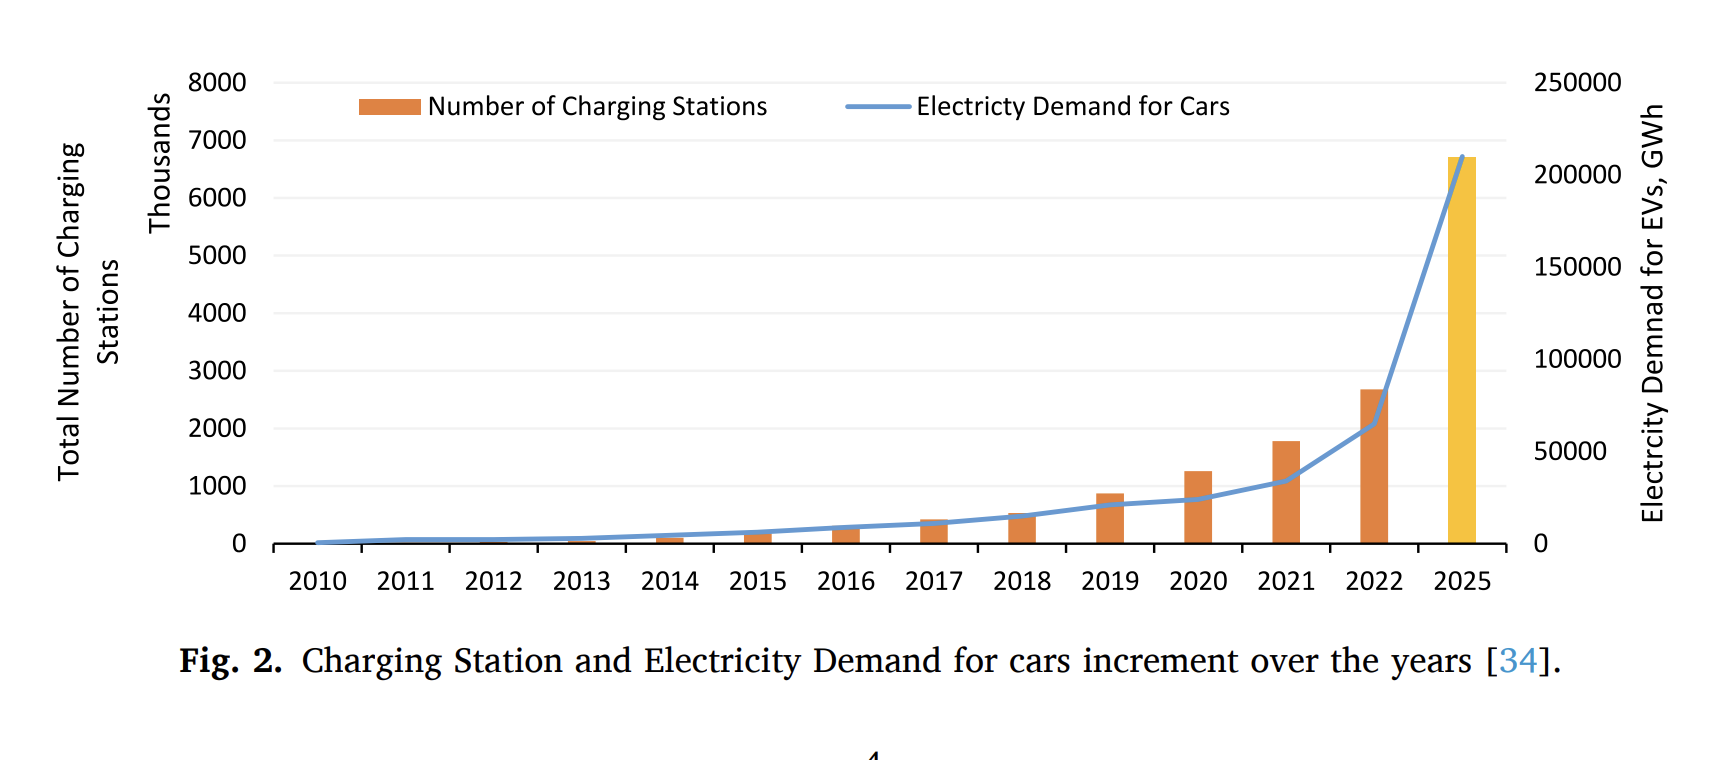 Total Number of Charging
Stations
Thousands
8000
7000
6000
5000
4000
3000
2000
1000
0
Number of Charging Stations
Electricty Demand for Cars
250000
200000
150000
100000
50000
0
Electrcity Demnad for EVs, GWh
2010 2011 2012 2013 2014 2015 2016 2017 2018 2019 2020 2021 2022 2025
Fig. 2. Charging Station and Electricity Demand for cars increment over the years [34].
4